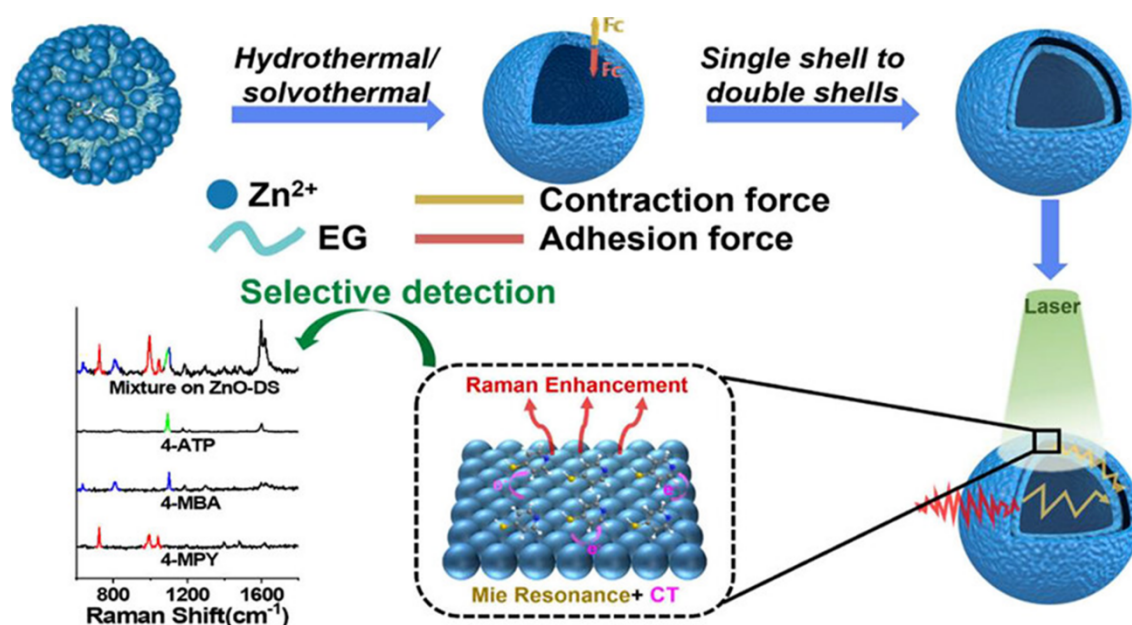 Hydrothermal/
solvothermal
Fc
Fc
Single shell to
double shells
Zn²⁺
Contraction force
EG
Adhesion force
Selective detection
Laser
Mixture on ZnO-DS
4-ATP
4-MBA
4-MPY
800
1200
1600
Raman Shift(cm⁻¹)
Raman Enhancement
e
e
e
Mie Resonance+ CT